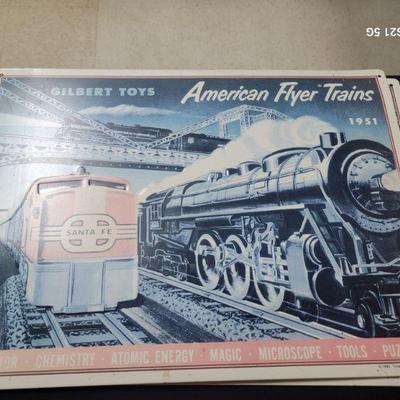 GILBERT TOYS
American Flyer Trains
1951
SANTA FE
CHEMISTRY · ATOMIC ENERGY · MAGIC · MICROSCOPE · TOOLS